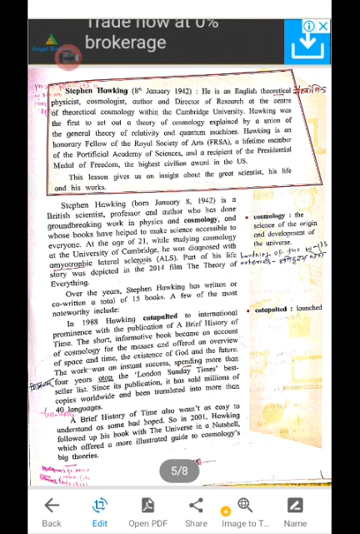 Trade now at 0%
brokerage
Angel
Stephen Hawking (8th January 1942) : He is an English theoretical
physicist, cosmologist, author and Director of Research at the centre
of theoretical cosmology within the Cambridge University. Hawking was
the first to set out a theory of cosmology explained by a union of
the general theory of relativity and quantum machines. Hawking is an
honorary Fellow of the Royal Society of Arts (FRSA), a lifetime member
of the Pontificial Academy of Sciences, and a recipient of the Presidential
Medal of Freedom, the highest civilian award in the US.
This lesson gives us an insight about the great scientist, his life
and his works.
Stephen Hawking (born January 8, 1942) is a
British scientist, professor and author who has done
groundbreaking work in physics and cosmology, and
whose books have helped to make science accessible to
everyone. At the age of 21, while studying cosmology
at the University of Cambridge, he was diagnosed with
amyotrophic lateral sclerosis (ALS). Part of his life
story was depicted in the 2014 film The Theory of
Everything.
• cosmology : the
science of the origin
and development of
the universe.
hardning of the
Over the years, Stephen Hawking has written or
co-written a total of 15 books. A few of the most
noteworthy include:
In 1988 Hawking catapulted to international
prominence with the publication of A Brief History of
Time. The short, informative book became an account
of cosmology for the masses and offered an overview
of space and time, the existence of God and the future.
The work was an instant success, spending more than
four years atop the 'London Sunday Times' best-
seller list. Since its publication, it has sold millions of
copies worldwide and been translated into more than
40 languages.
• catapulted : launched
A Brief History of Time also wasn't as easy to
understand as some had hoped. So in 2001, Hawking
followed up his book with The Universe in a Nutshell,
which offered a more illustrated guide to cosmology's
big theories.
5/8
Back
Edit
Open PDF
Share
Image to T...
Name